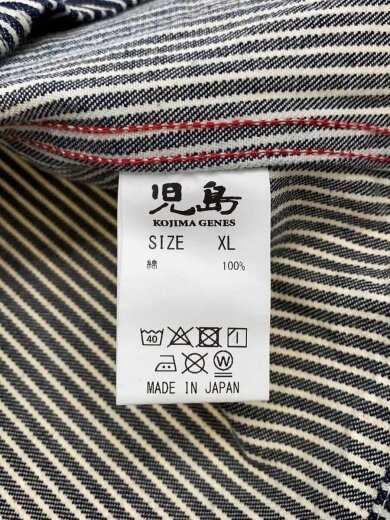 児島
KOJIMA GENES
SIZE XL
綿 100%
40
W
MADE IN JAPAN